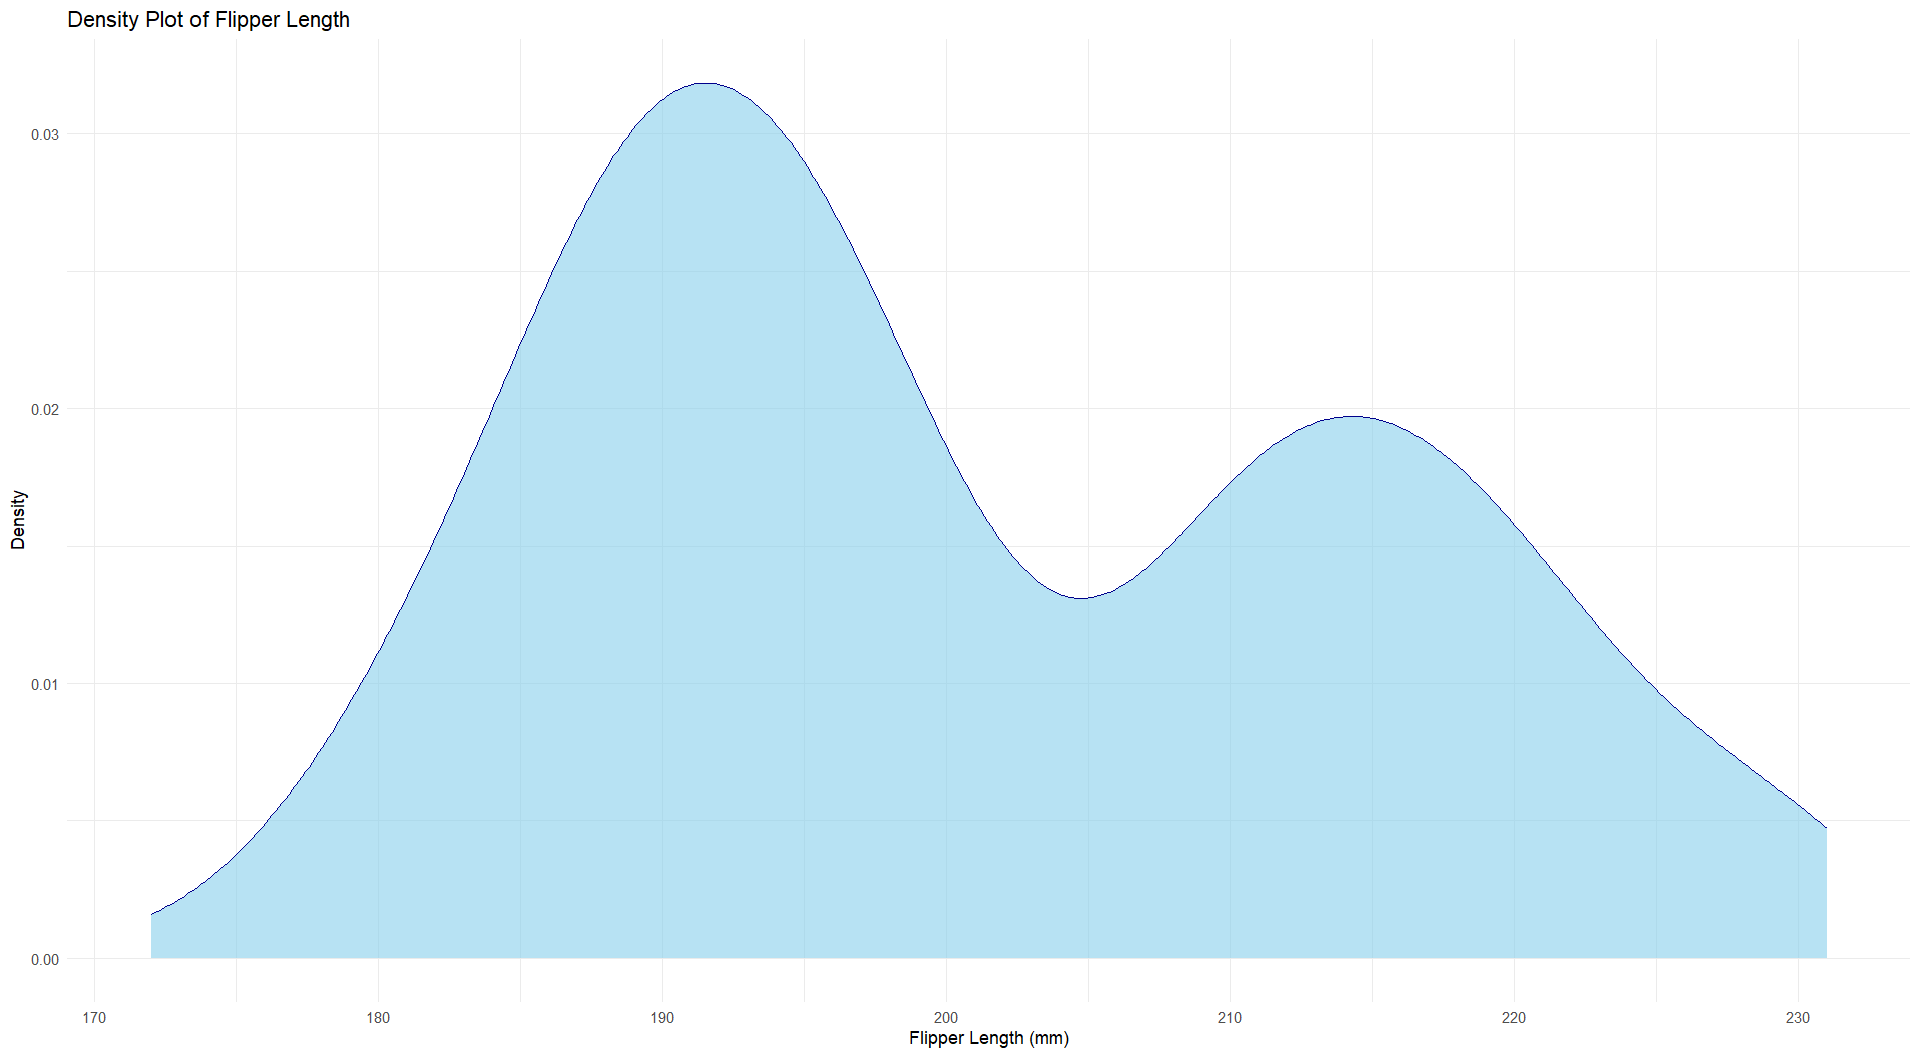 Density Plot of Flipper Length
0.03
0.02
0.01
0.00
Density
170 180 190 200 210 220 230
Flipper Length (mm)